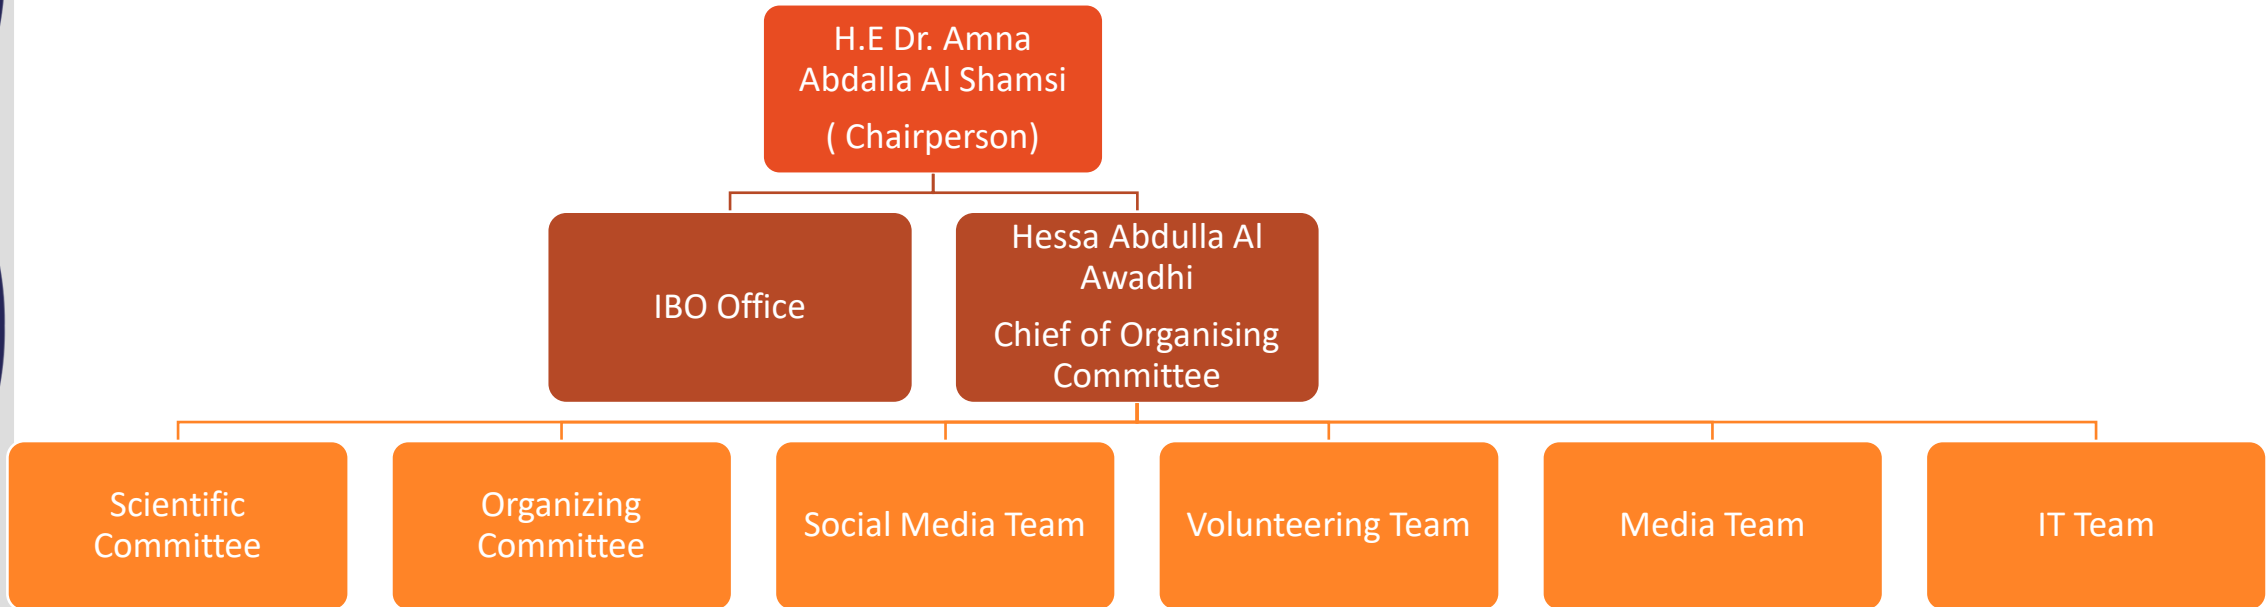 H.E Dr. Amna
Abdalla Al Shamsi
( Chairperson)
IBO Office
Hessa Abdulla Al
Awadhi
Chief of Organising
Committee
Scientific
Committee
Organizing
Committee
Social Media Team
Volunteering Team
Media Team
IT Team